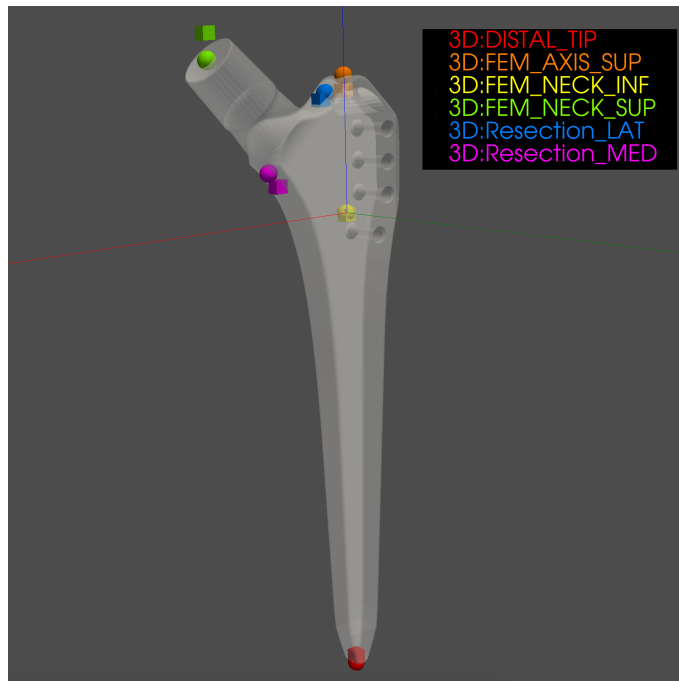 3D:DISTAL_TIP
3D:FEM_AXIS_SUP
3D:FEM_NECK_INF
3D:FEM_NECK_SUP
3D:Resection_LAT
3D:Resection_MED